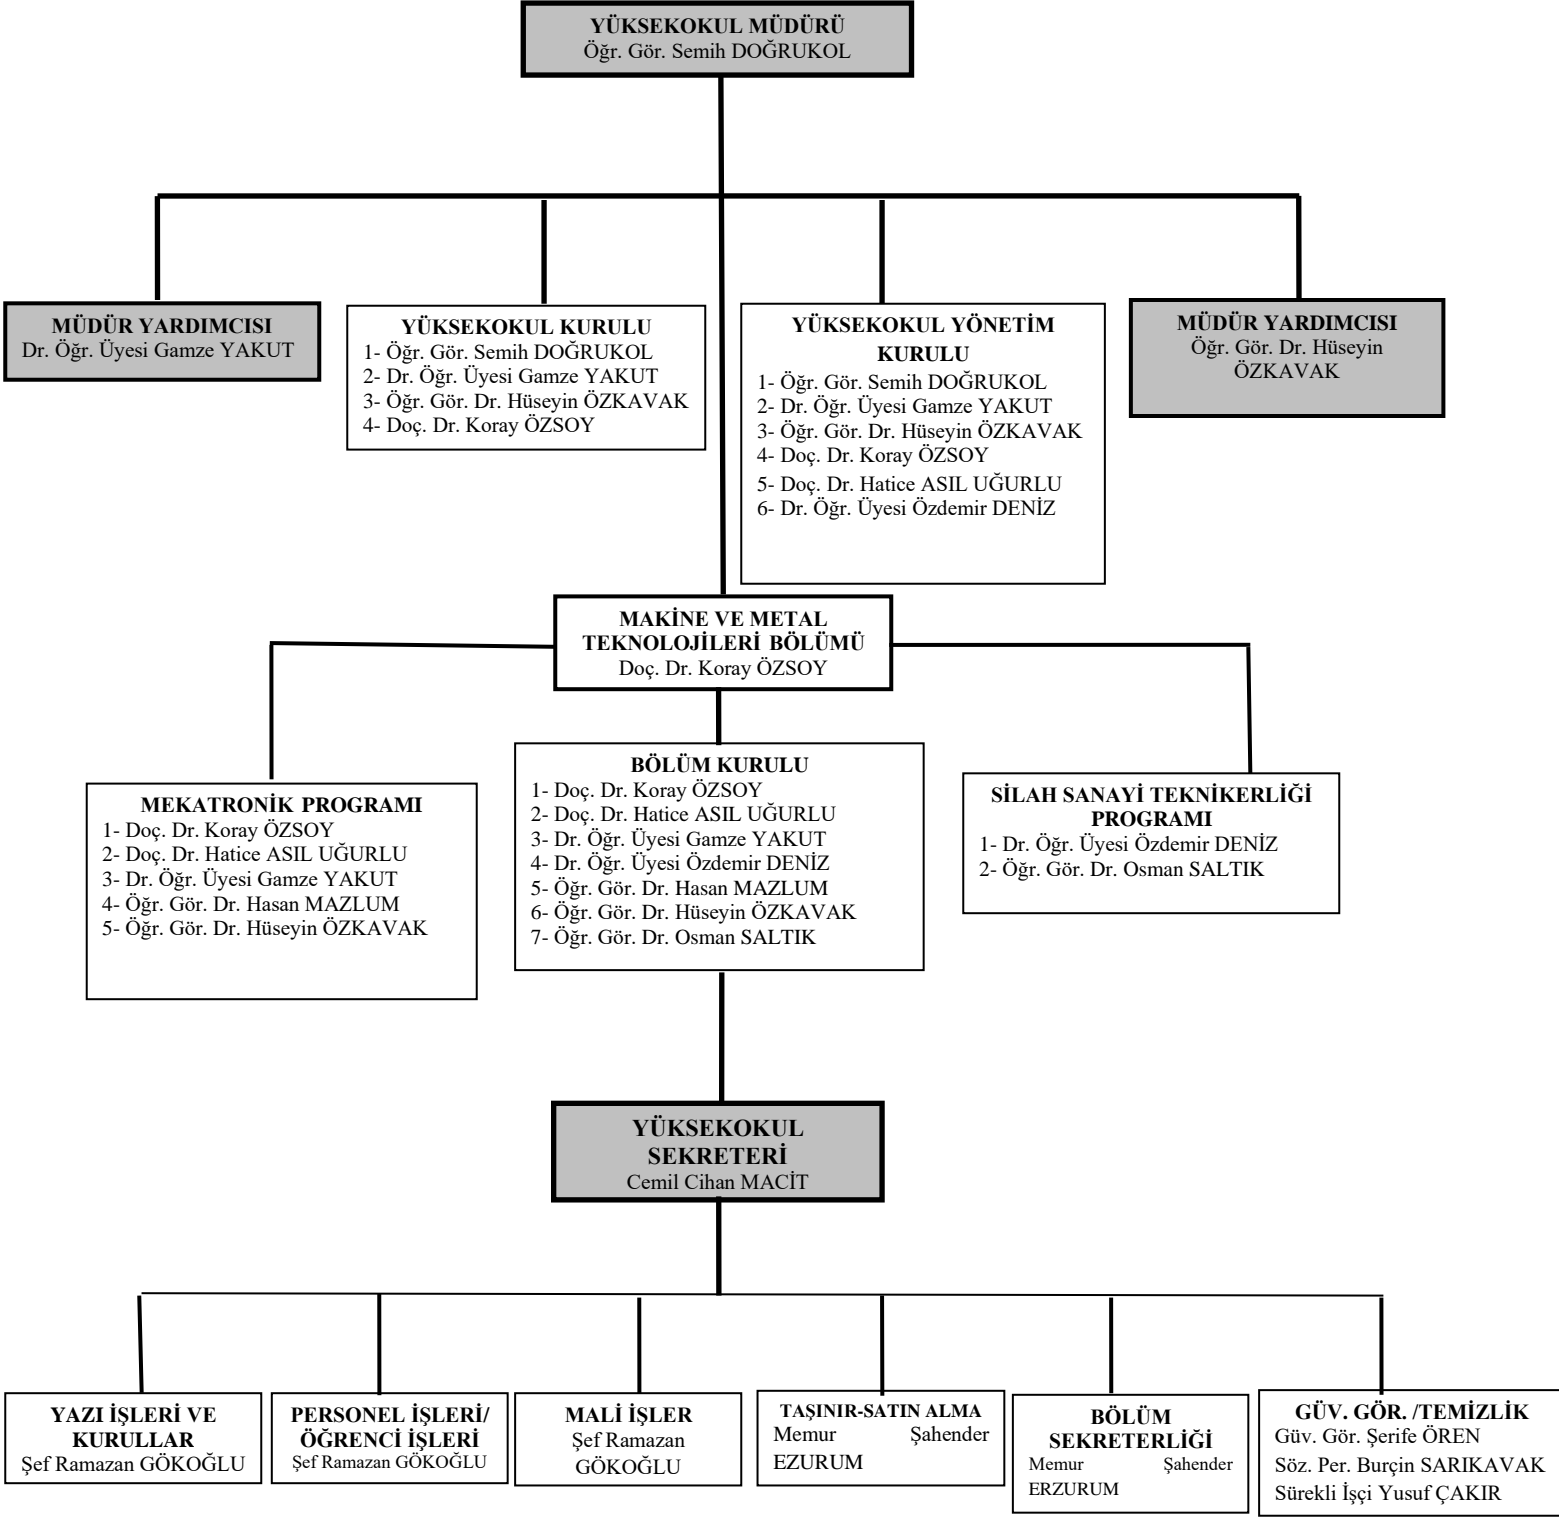 YÜKSEKOKUL MÜDÜRÜ
Öğr. Gör. Semih DOĞRUKOL
MÜDÜR YARDIMCISI
Dr. Öğr. Üyesi Gamze YAKUT
YÜKSEKOKUL KURULU
1- Öğr. Gör. Semih DOĞRUKOL
2- Dr. Öğr. Üyesi Gamze YAKUT
3- Öğr. Gör. Dr. Hüseyin ÖZKAVAK
4- Doç. Dr. Koray ÖZSOY
YÜKSEKOKUL YÖNETİM
KURULU
1- Öğr. Gör. Semih DOĞRUKOL
2- Dr. Öğr. Üyesi Gamze YAKUT
3- Öğr. Gör. Dr. Hüseyin ÖZKAVAK
4- Doç. Dr. Koray ÖZSOY
5- Doç. Dr. Hatice ASIL UĞURLU
6- Dr. Öğr. Üyesi Özdemir DENİZ
MÜDÜR YARDIMCISI
Öğr. Gör. Dr. Hüseyin
ÖZKAVAK
MAKİNE VE METAL
TEKNOLOJİLERİ BÖLÜMÜ
Doç. Dr. Koray ÖZSOY
MEKATRONİK PROGRAMI
1- Doç. Dr. Koray ÖZSOY
2- Doç. Dr. Hatice ASIL UĞURLU
3- Dr. Öğr. Üyesi Gamze YAKUT
4- Öğr. Gör. Dr. Hasan MAZLUM
5- Öğr. Gör. Dr. Hüseyin ÖZKAVAK
BÖLÜM KURULU
1- Doç. Dr. Koray ÖZSOY
2- Doç. Dr. Hatice ASIL UĞURLU
3- Dr. Öğr. Üyesi Gamze YAKUT
4- Dr. Öğr. Üyesi Özdemir DENİZ
5- Öğr. Gör. Dr. Hasan MAZLUM
6- Öğr. Gör. Dr. Hüseyin ÖZKAVAK
7- Öğr. Gör. Dr. Osman SALTIK
SİLAH SANAYİ TEKNİKERLİĞİ
PROGRAMI
1- Dr. Öğr. Üyesi Özdemir DENİZ
2- Öğr. Gör. Dr. Osman SALTIK
YÜKSEKOKUL
SEKRETERİ
Cemil Cihan MACİT
YAZI İŞLERİ VE
KURULLAR
Şef Ramazan GÖKOĞLU
PERSONEL İŞLERİ/
ÖĞRENCİ İŞLERİ
Şef Ramazan GÖKOĞLU
MALİ İŞLER
Şef Ramazan
GÖKOĞLU
TAŞINIR-SATIN ALMA
Memur Şahender
EZURUM
BÖLÜM
SEKRETERLİĞİ
Memur Şahender
ERZURUM
GÜV. GÖR. /TEMİZLİK
Güv. Gör. Şerife ÖREN
Söz. Per. Burçin SARIKAVAK
Sürekli İşçi Yusuf ÇAKIR